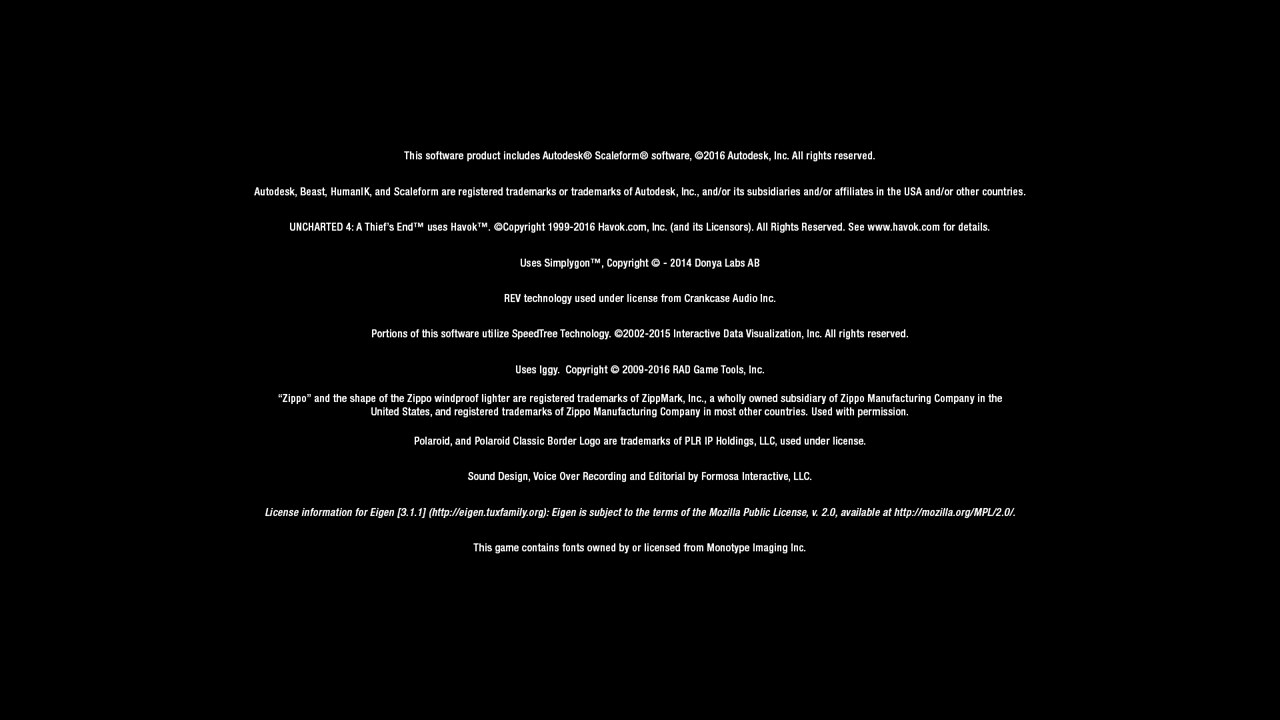 This software product includes Autodesk® Scaleform® software, ©2016 Autodesk, Inc. All rights reserved.
Autodesk, Beast, HumanIK, and Scaleform are registered trademarks or trademarks of Autodesk, Inc., and/or its subsidiaries and/or affiliates in the USA and/or other countries.
UNCHARTED 4: A Thief's End™ uses Havok™. ©Copyright 1999-2016 Havok.com, Inc. (and its Licensors). All Rights Reserved. See www.havok.com for details.
Uses Simplygon™, Copyright © - 2014 Donya Labs AB
REV technology used under license from Crankcase Audio Inc.
Portions of this software utilize SpeedTree Technology. ©2002-2015 Interactive Data Visualization, Inc. All rights reserved.
Uses Iggy.  Copyright © 2009-2016 RAD Game Tools, Inc.
“Zippo” and the shape of the Zippo windproof lighter are registered trademarks of ZippMark, Inc., a wholly owned subsidiary of Zippo Manufacturing Company in the
United States, and registered trademarks of Zippo Manufacturing Company in most other countries. Used with permission.
Polaroid, and Polaroid Classic Border Logo are trademarks of PLR IP Holdings, LLC, used under license.
Sound Design, Voice Over Recording and Editorial by Formosa Interactive, LLC.
License information for Eigen [3.1.1] (http://eigen.tuxfamily.org): Eigen is subject to the terms of the Mozilla Public License, v. 2.0, available at http://mozilla.org/MPL/2.0/.
This game contains fonts owned by or licensed from Monotype Imaging Inc.